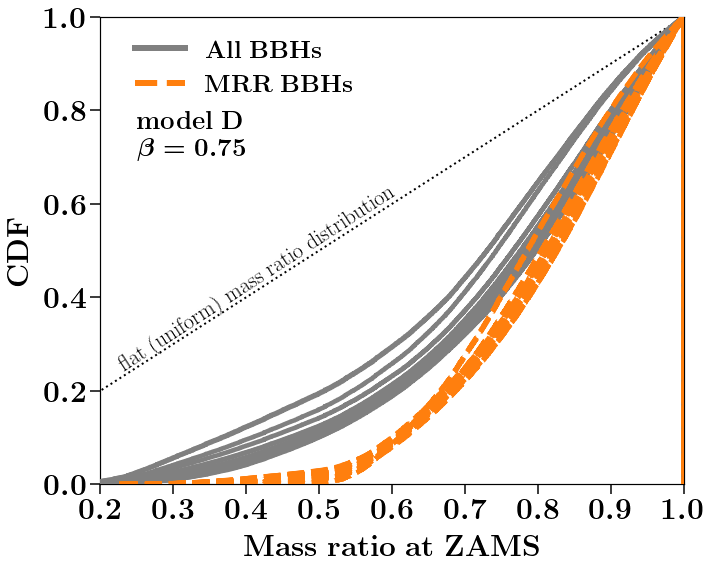 All BBHs
MRR BBHs
model D
β = 0.75
flat (uniform) mass ratio distribution
CDF
1.0
0.8
0.6
0.4
0.2
0.0
0.2 0.3 0.4 0.5 0.6 0.7 0.8 0.9 1.0
Mass ratio at ZAMS